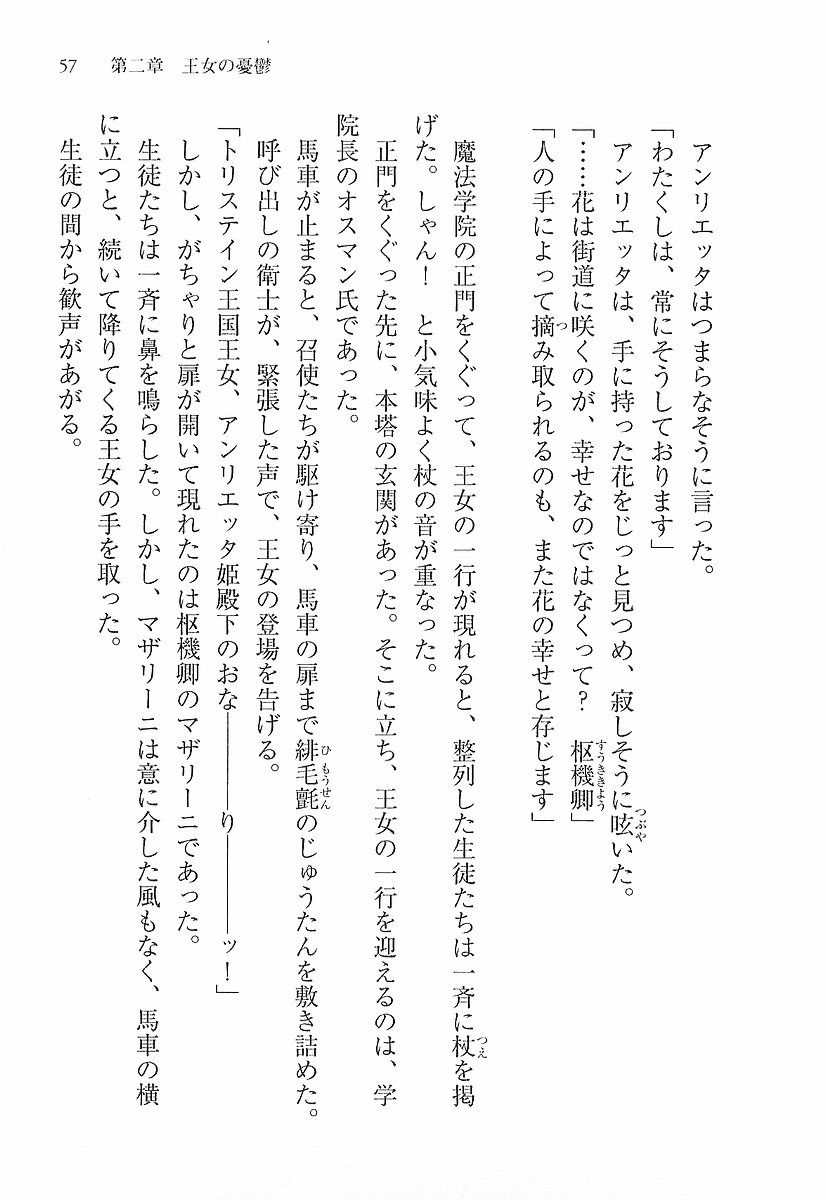 57　第二章　王女の憂鬱
　アンリエッタはつまらなそうに言った。
「わたくしは、常にそうしております」
　アンリエッタは、手に持った花をじっと見つめ、寂しそうに呟いた。
「……花は街道に咲くのが、幸せなのではなくって？　枢機卿」
「人の手によって摘み取られるのも、また花の幸せと存じます」

　魔法学院の正門をくぐって、王女の一行が現れると、整列した生徒たちは一斉に杖を掲
げた。しゃん！　と小気味よく杖の音が重なった。
　正門をくぐった先に、本塔の玄関があった。そこに立ち、王女の一行を迎えるのは、学
院長のオスマン氏であった。
　馬車が止まると、召使たちが駆け寄り、馬車の扉まで緋毛氈のじゅうたんを敷き詰めた。
　呼び出しの衛士が、緊張した声で、王女の登場を告げる。
「トリステイン王国王女、アンリエッタ姫殿下のおな――――り――――ッ！」
　しかし、がちゃりと扉が開いて現れたのは枢機卿のマザリーニであった。
　生徒たちは一斉に鼻を鳴らした。しかし、マザリーニは意に介した風もなく、馬車の横
に立つと、続いて降りてくる王女の手を取った。
　生徒の間から歓声があがる。